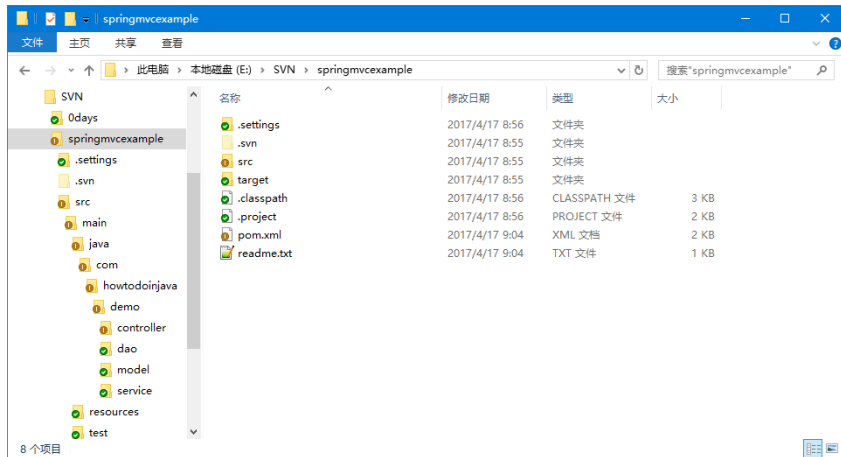 springmvcexample
文件 主页 共享 查看
此电脑 › 本地磁盘 (E:) › SVN › springmvcexample 搜索"springmvcexample"
SVN
0days
springmvcexample
.settings
.svn
src
main
java
com
howtodoinjava
demo
controller
dao
model
service
resources
test
名称 修改日期 类型 大小
.settings 2017/4/17 8:56 文件夹
.svn 2017/4/17 8:55 文件夹
src 2017/4/17 8:55 文件夹
target 2017/4/17 8:55 文件夹
.classpath 2017/4/17 8:56 CLASSPATH 文件 3 KB
.project 2017/4/17 8:56 PROJECT 文件 2 KB
pom.xml 2017/4/17 9:04 XML 文档 2 KB
readme.txt 2017/4/17 9:04 TXT 文件 1 KB
8 个项目